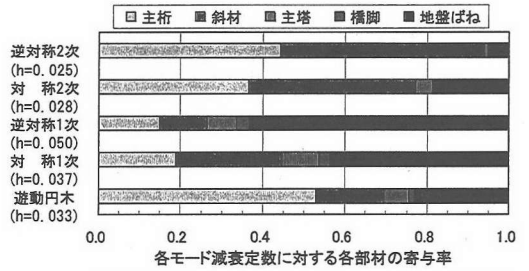 主桁 斜材 主塔 橋脚 地盤ばね
逆対称2次
(h=0.025)
対 称2次
(h=0.028)
逆対称1次
(h=0.050)
対 称1次
(h=0.037)
遊動円木
(h=0.033)
0.0 0.2 0.4 0.6 0.8 1.0
各モード減衰定数に対する各部材の寄与率